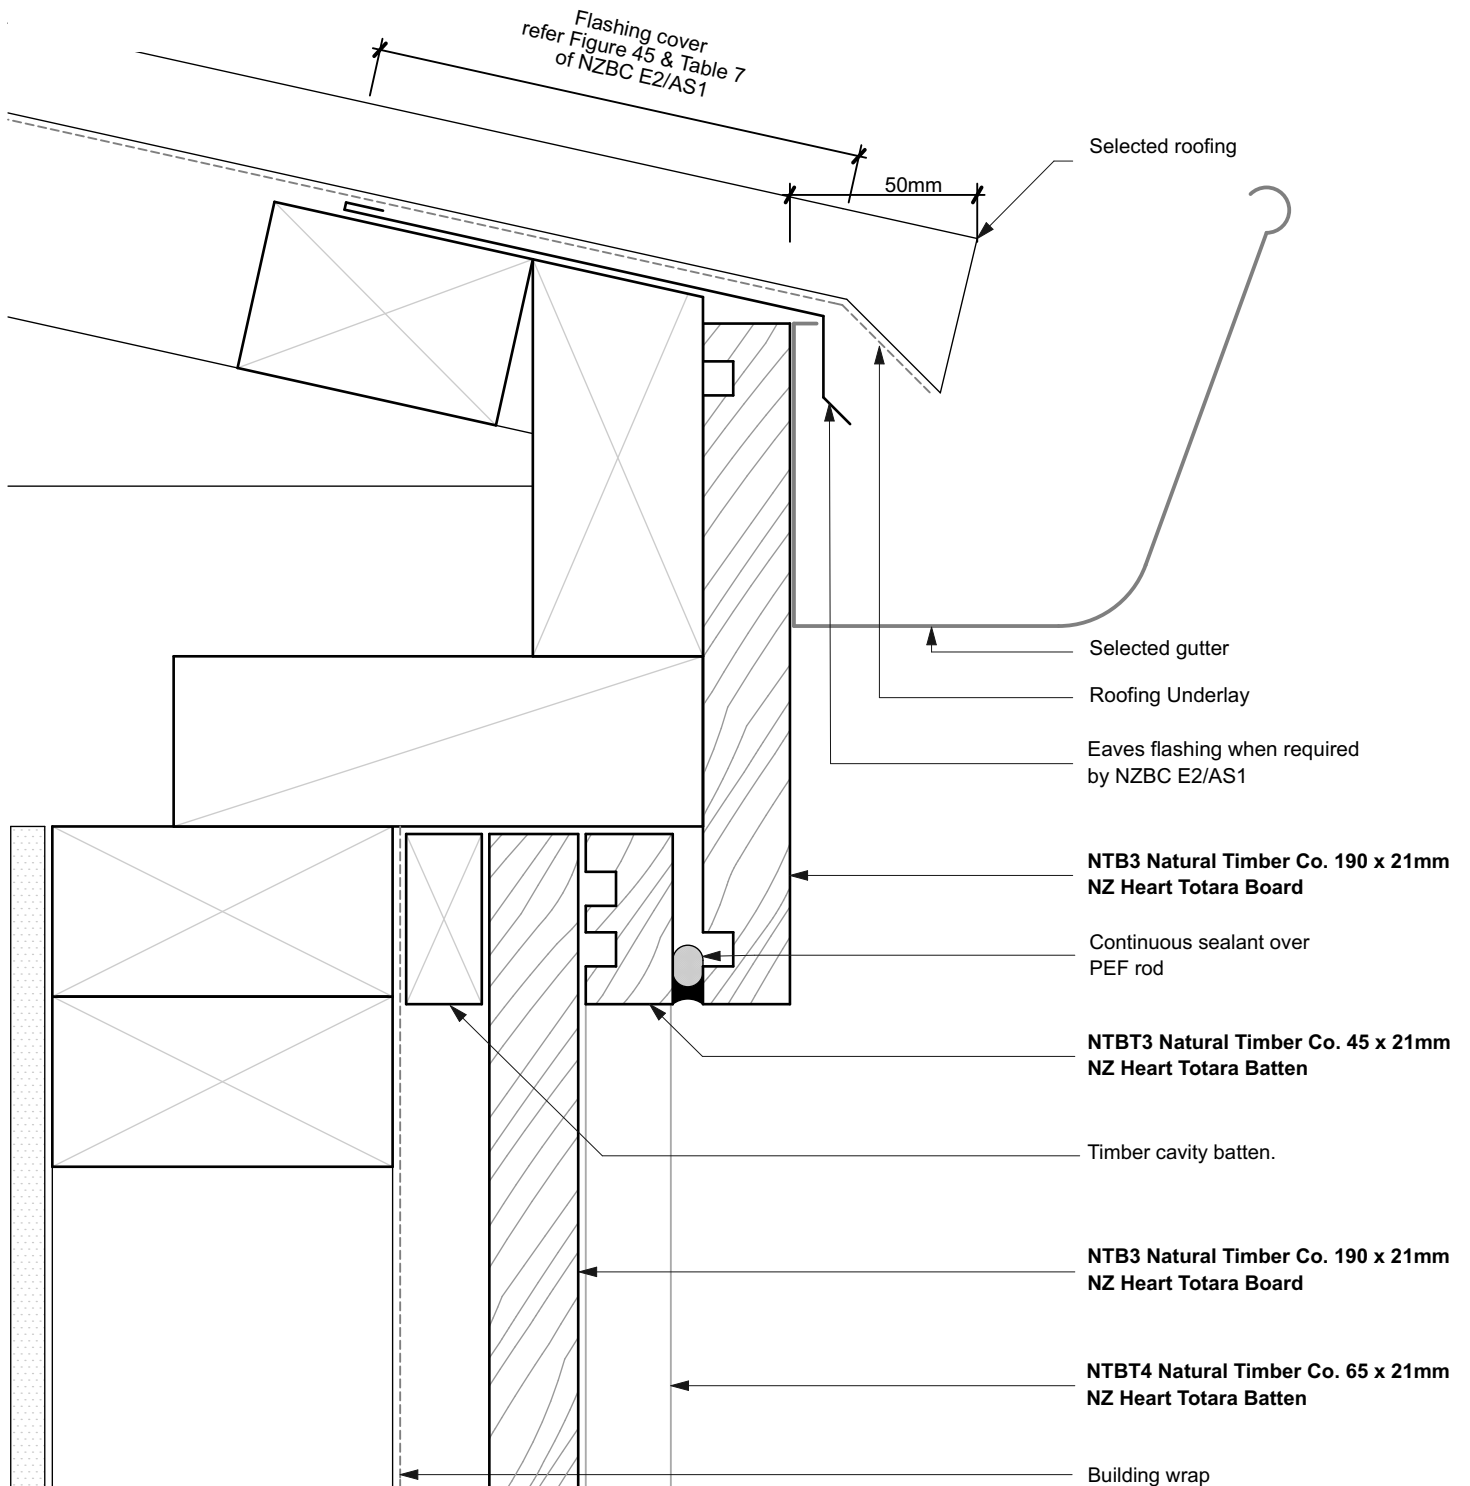 Flashing cover
refer Figure 45 & Table 7
of NZBC E2/AS1
Selected roofing
50mm
Selected gutter
Roofing Underlay
Eaves flashing when required
by NZBC E2/AS1
NTB3 Natural Timber Co. 190 x 21mm
NZ Heart Totara Board
Continuous sealant over
PEF rod
NTBT3 Natural Timber Co. 45 x 21mm
NZ Heart Totara Batten
Timber cavity batten.
NTB3 Natural Timber Co. 190 x 21mm
NZ Heart Totara Board
NTBT4 Natural Timber Co. 65 x 21mm
NZ Heart Totara Batten
Building wrap